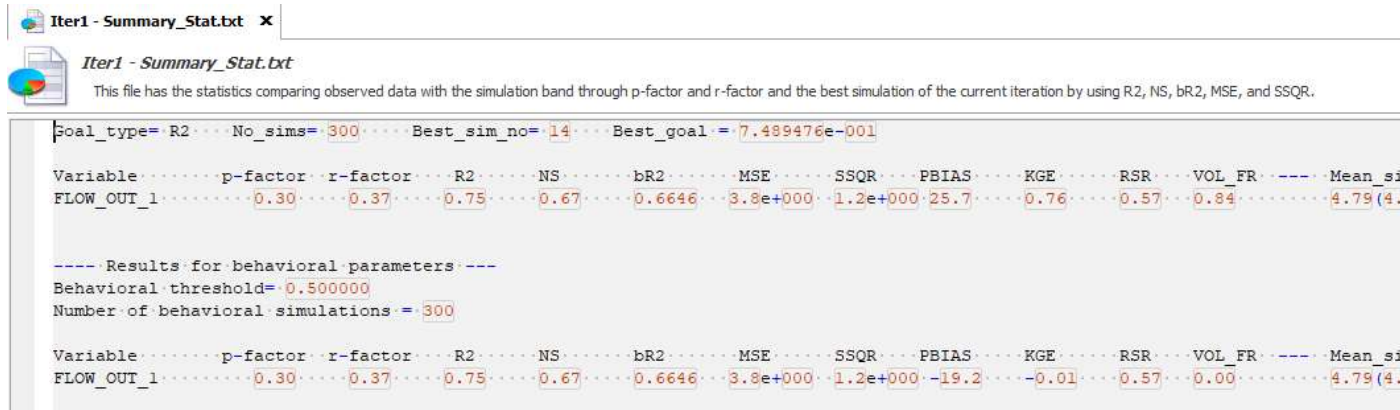 Iter1 - Summary_Stat.txt X
Iter1 - Summary_Stat.txt
This file has the statistics comparing observed data with the simulation band through p-factor and r-factor and the best simulation of the current iteration by using R2, NS, bR2, MSE, and SSQR.
Goal_type= R2 No_sims= 300 Best_sim_no= 14 Best_goal = 7.489476e-001
Variable p-factor r-factor R2 NS bR2 MSE SSQR PBIAS KGE RSR VOL_FR --- Mean_si
FLOW_OUT_1 0.30 0.37 0.75 0.67 0.6646 3.8e+000 1.2e+000 25.7 0.76 0.57 0.84 4.79(4.
---- Results for behavioral parameters ---
Behavioral threshold= 0.500000
Number of behavioral simulations = 300
Variable p-factor r-factor R2 NS bR2 MSE SSQR PBIAS KGE RSR VOL_FR --- Mean_si
FLOW_OUT_1 0.30 0.37 0.75 0.67 0.6646 3.8e+000 1.2e+000 -19.2 -0.01 0.57 0.00 4.79(4.